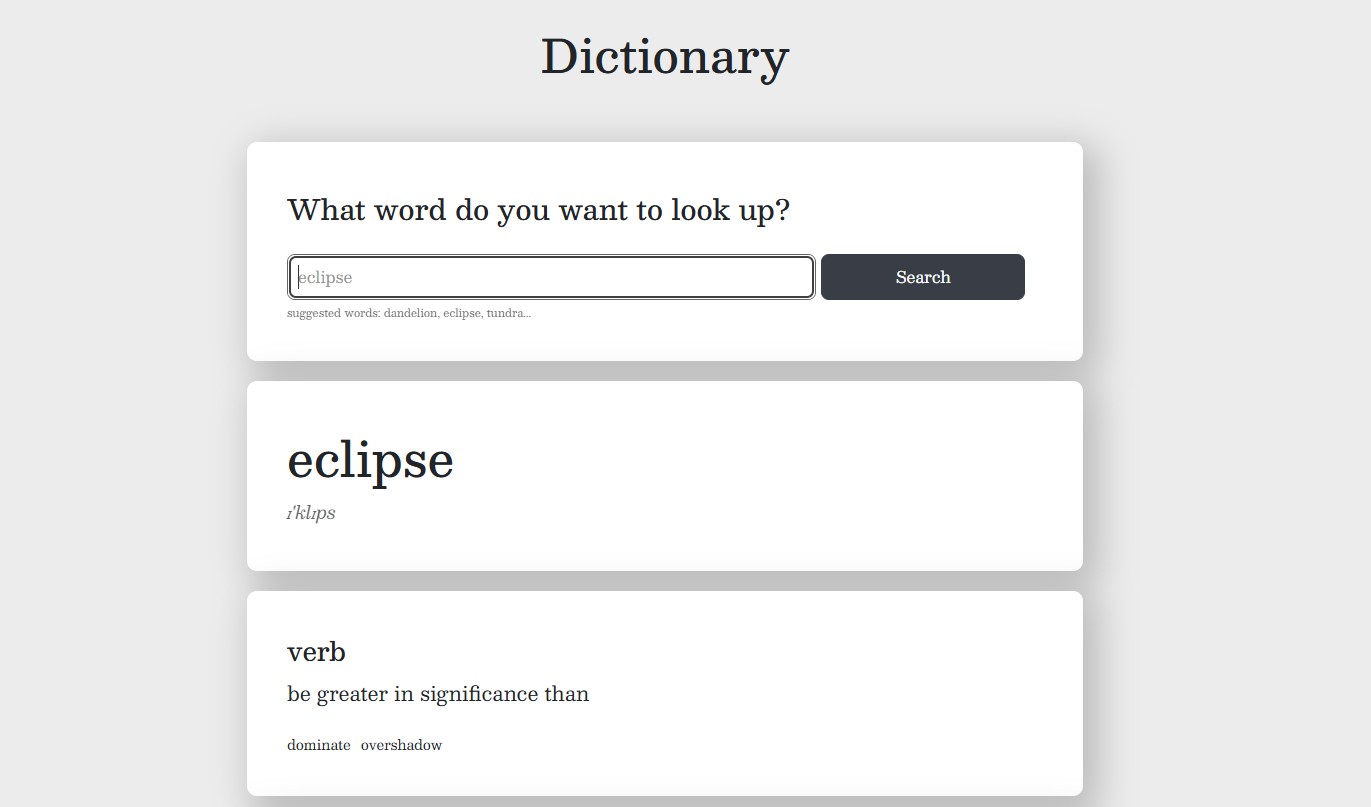 Dictionary
What word do you want to look up?
eclipse
Search
suggested words: dandelion, eclipse, tundra...
eclipse
ɪ'klɪps
verb
be greater in significance than
dominate overshadow